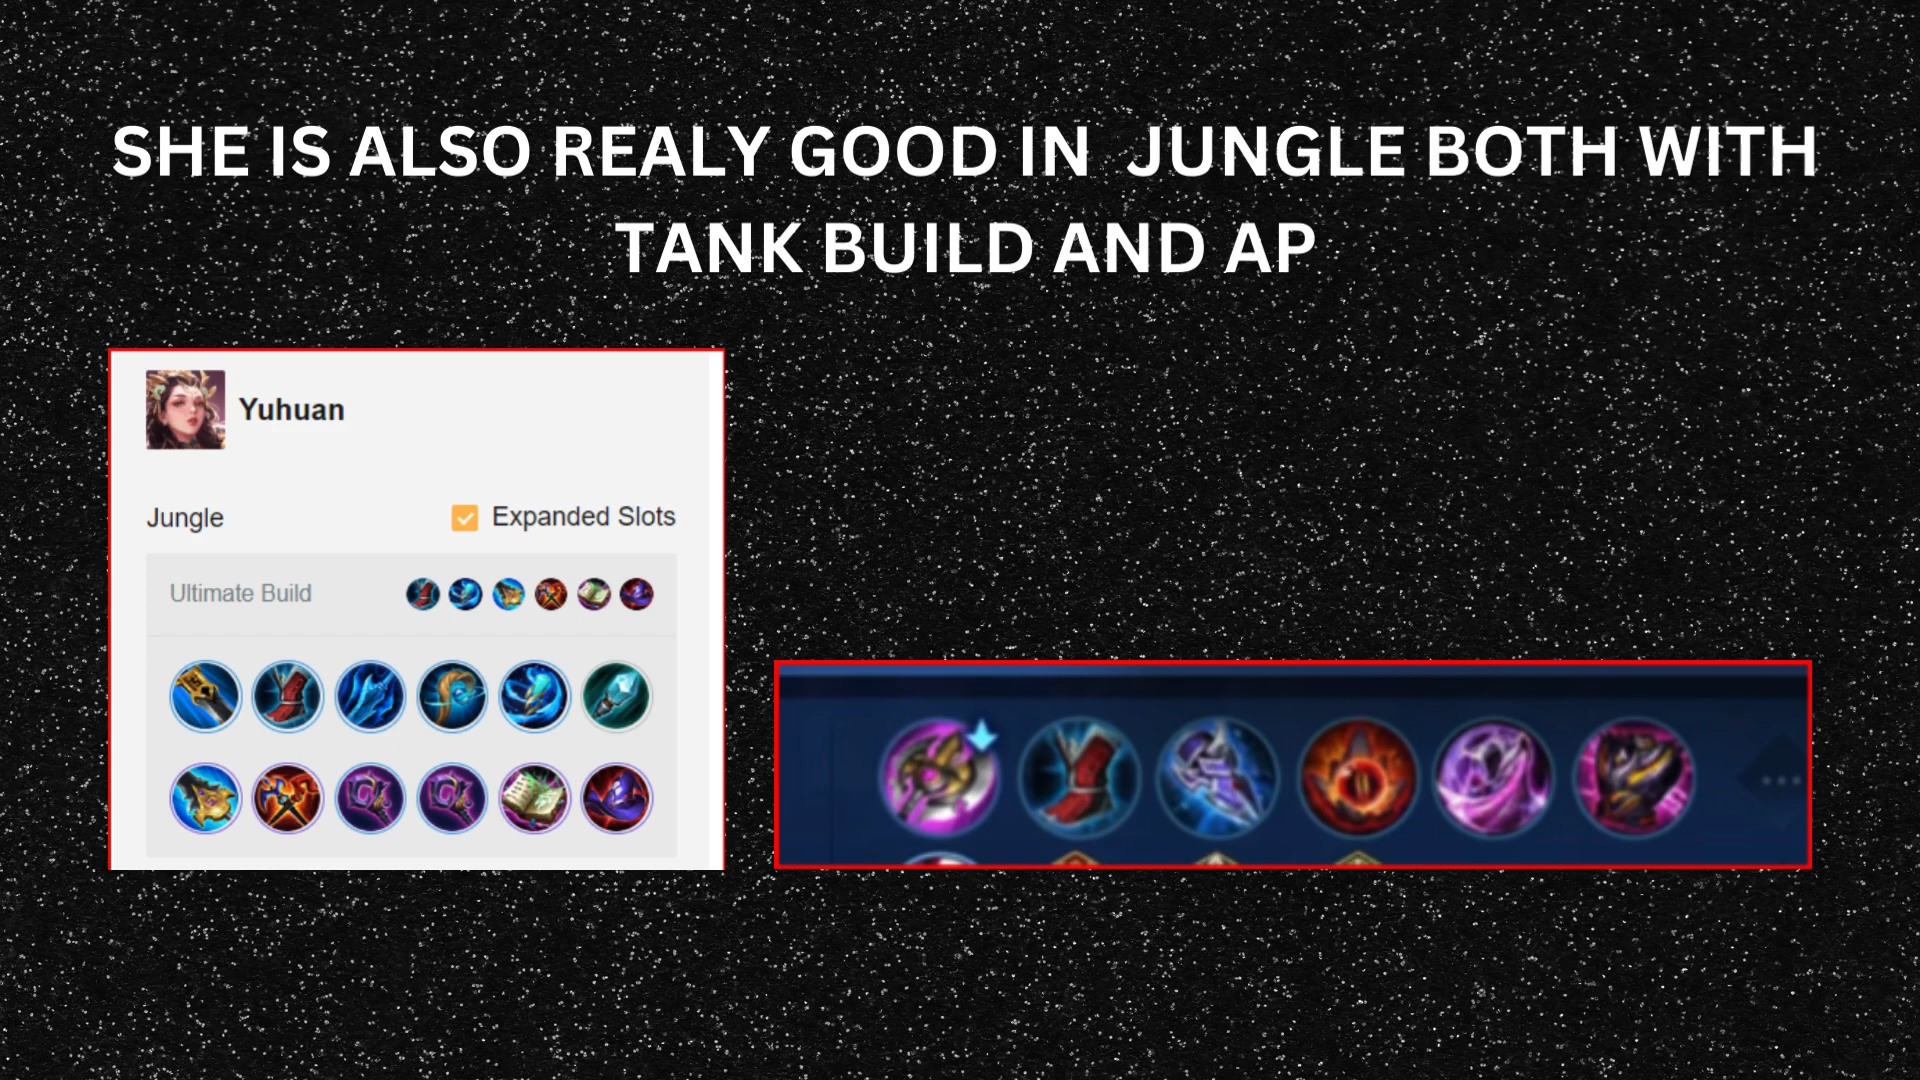 SHE IS ALSO REALY GOOD IN  JUNGLE BOTH WITH
TANK BUILD AND AP
Yuhuan
Jungle
Expanded Slots
Ultimate Build